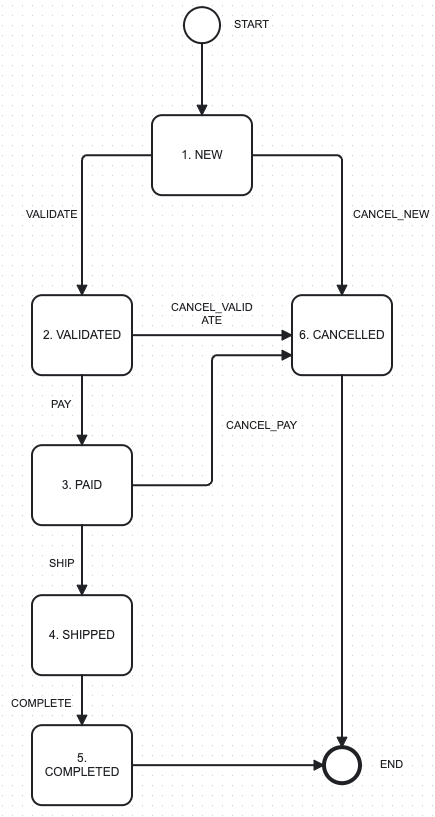 START
1. NEW
VALIDATE
CANCEL_NEW
CANCEL_VALID
ATE
2. VALIDATED
6. CANCELLED
PAY
CANCEL_PAY
3. PAID
SHIP
4. SHIPPED
COMPLETE
5.
COMPLETED
END